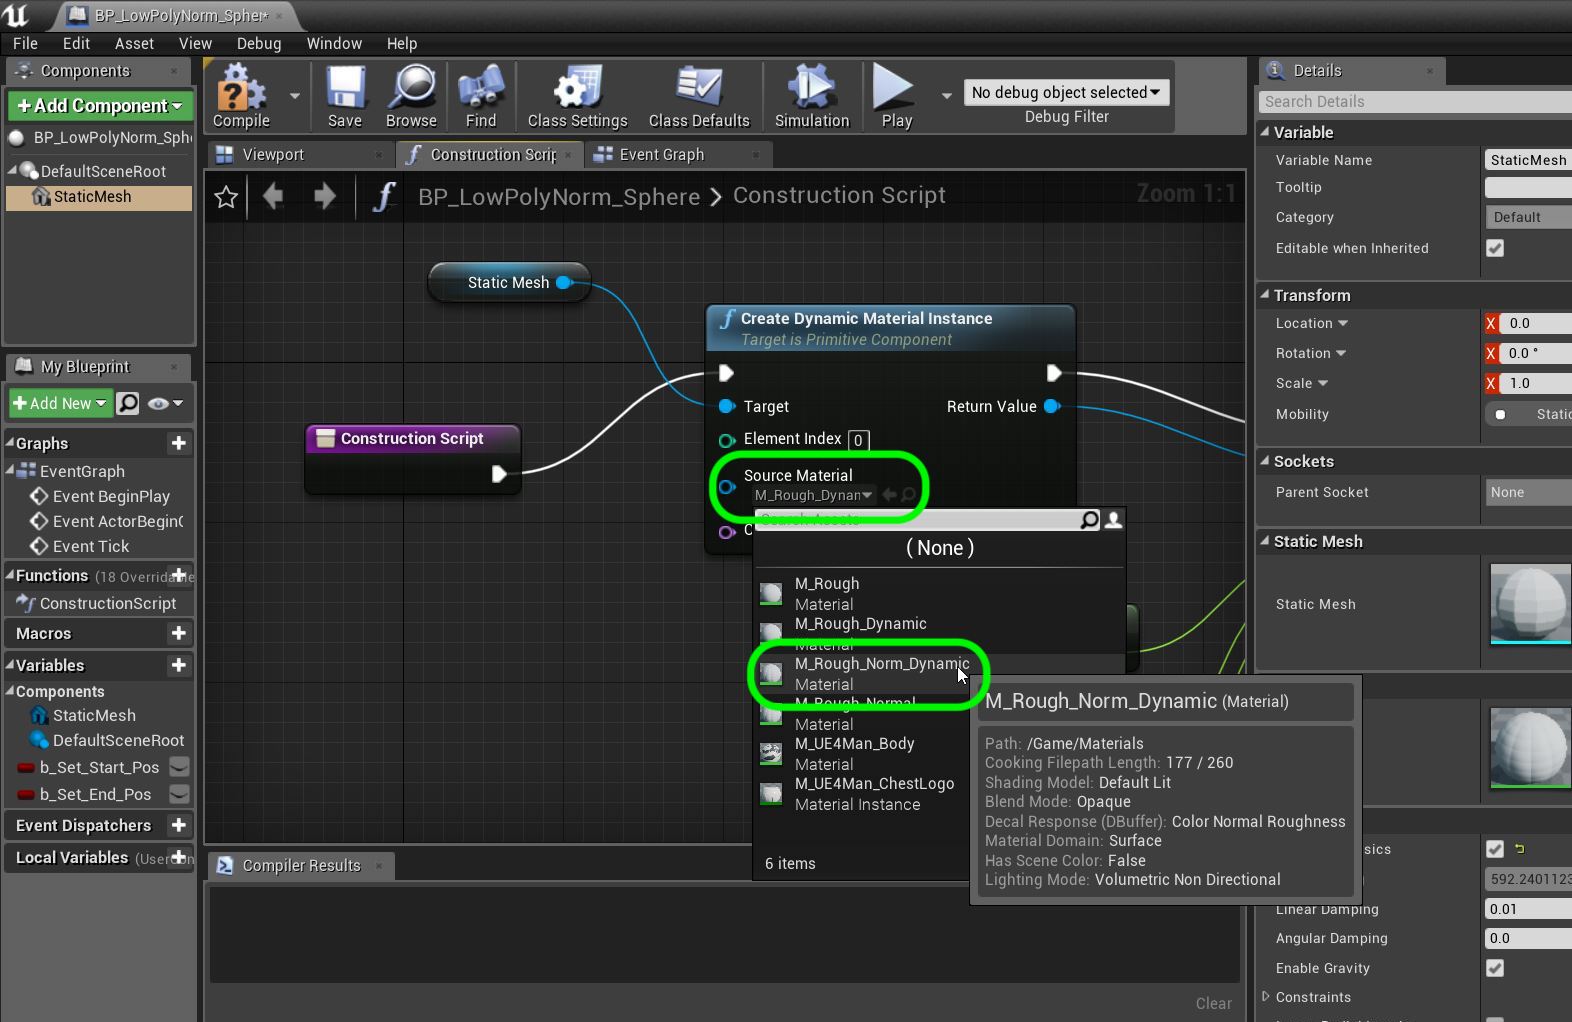 BP_LowPolyNorm_Spher*
File Edit Asset View Debug Window Help
Components
+Add Component
BP_LowPolyNorm_Sph
DefaultSceneRoot
StaticMesh
Compile
Save
Browse
Find
Class Settings
Class Defaults
Simulation
Play
No debug object selected
Debug Filter
Viewport
Construction Scrip
Event Graph
BP_LowPolyNorm_Sphere > Construction Script
Zoom 1:1
Static Mesh
Create Dynamic Material Instance
Target is Primitive Component
Target
Return Value
Element Index 0
Source Material
M_Rough_Dynan
C
Construction Script
( None )
M_Rough
Material
M_Rough_Dynamic
Material
M_Rough_Norm_Dynamic
Material
M_Rough_Normal
Material
M_UE4Man_Body
Material
M_UE4Man_ChestLogo
Material Instance
6 items
M_Rough_Norm_Dynamic (Material)
Path: /Game/Materials
Cooking Filepath Length: 177 / 260
Shading Model: Default Lit
Blend Mode: Opaque
Decal Response (DBuffer): Color Normal Roughness
Material Domain: Surface
Has Scene Color: False
Lighting Mode: Volumetric Non Directional
My Blueprint
+Add New
Graphs
EventGraph
Event BeginPlay
Event ActorBegin
Event Tick
Functions (18 Overridable
ConstructionScript
Macros
Variables
Components
StaticMesh
DefaultSceneRoot
b_Set_Start_Pos
b_Set_End_Pos
Event Dispatchers
Local Variables
Compiler Results
Clear
Details
Search Details
Variable
Variable Name StaticMesh
Tooltip
Category Default
Editable when Inherited
Transform
Location X 0.0
Rotation X 0.0 °
Scale X 1.0
Mobility Static
Sockets
Parent Socket None
Static Mesh
Static Mesh
sics
592.2401123
Linear Damping 0.01
Angular Damping 0.0
Enable Gravity
Constraints